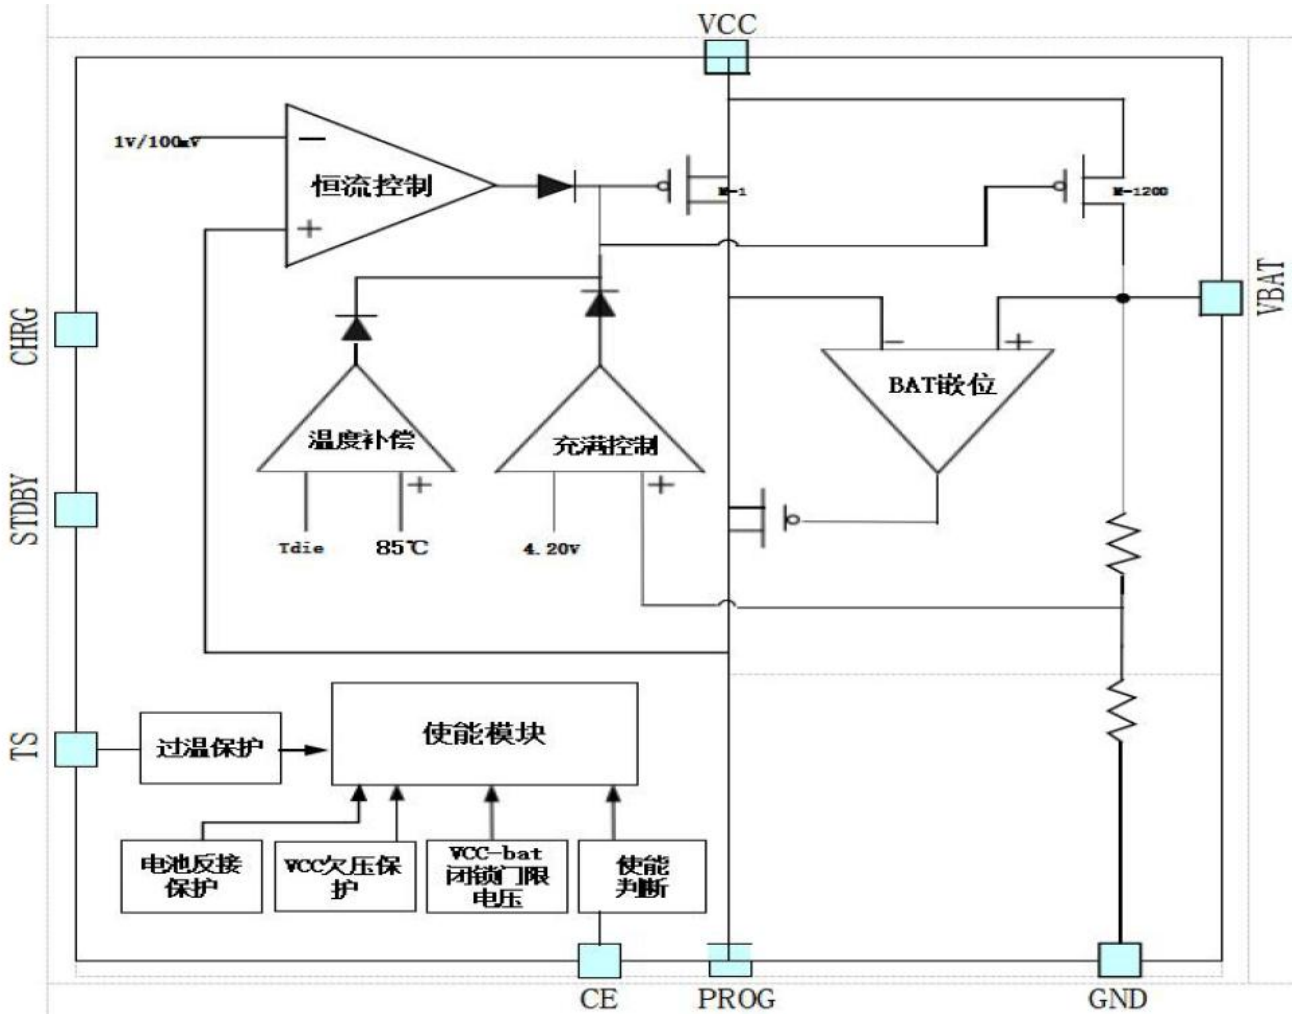 VCC
1v/100mv
恒流控制
M-1
M-1200
CHRG
VBAT
BAT嵌位
温度补偿
充满控制
STDBY
Tdie
85℃
4.20v
TS
过温保护
使能模块
电池反接
保护
VCC欠压保
护
VCC-bat
闭锁门限
电压
使能
判断
CE
PROG
GND